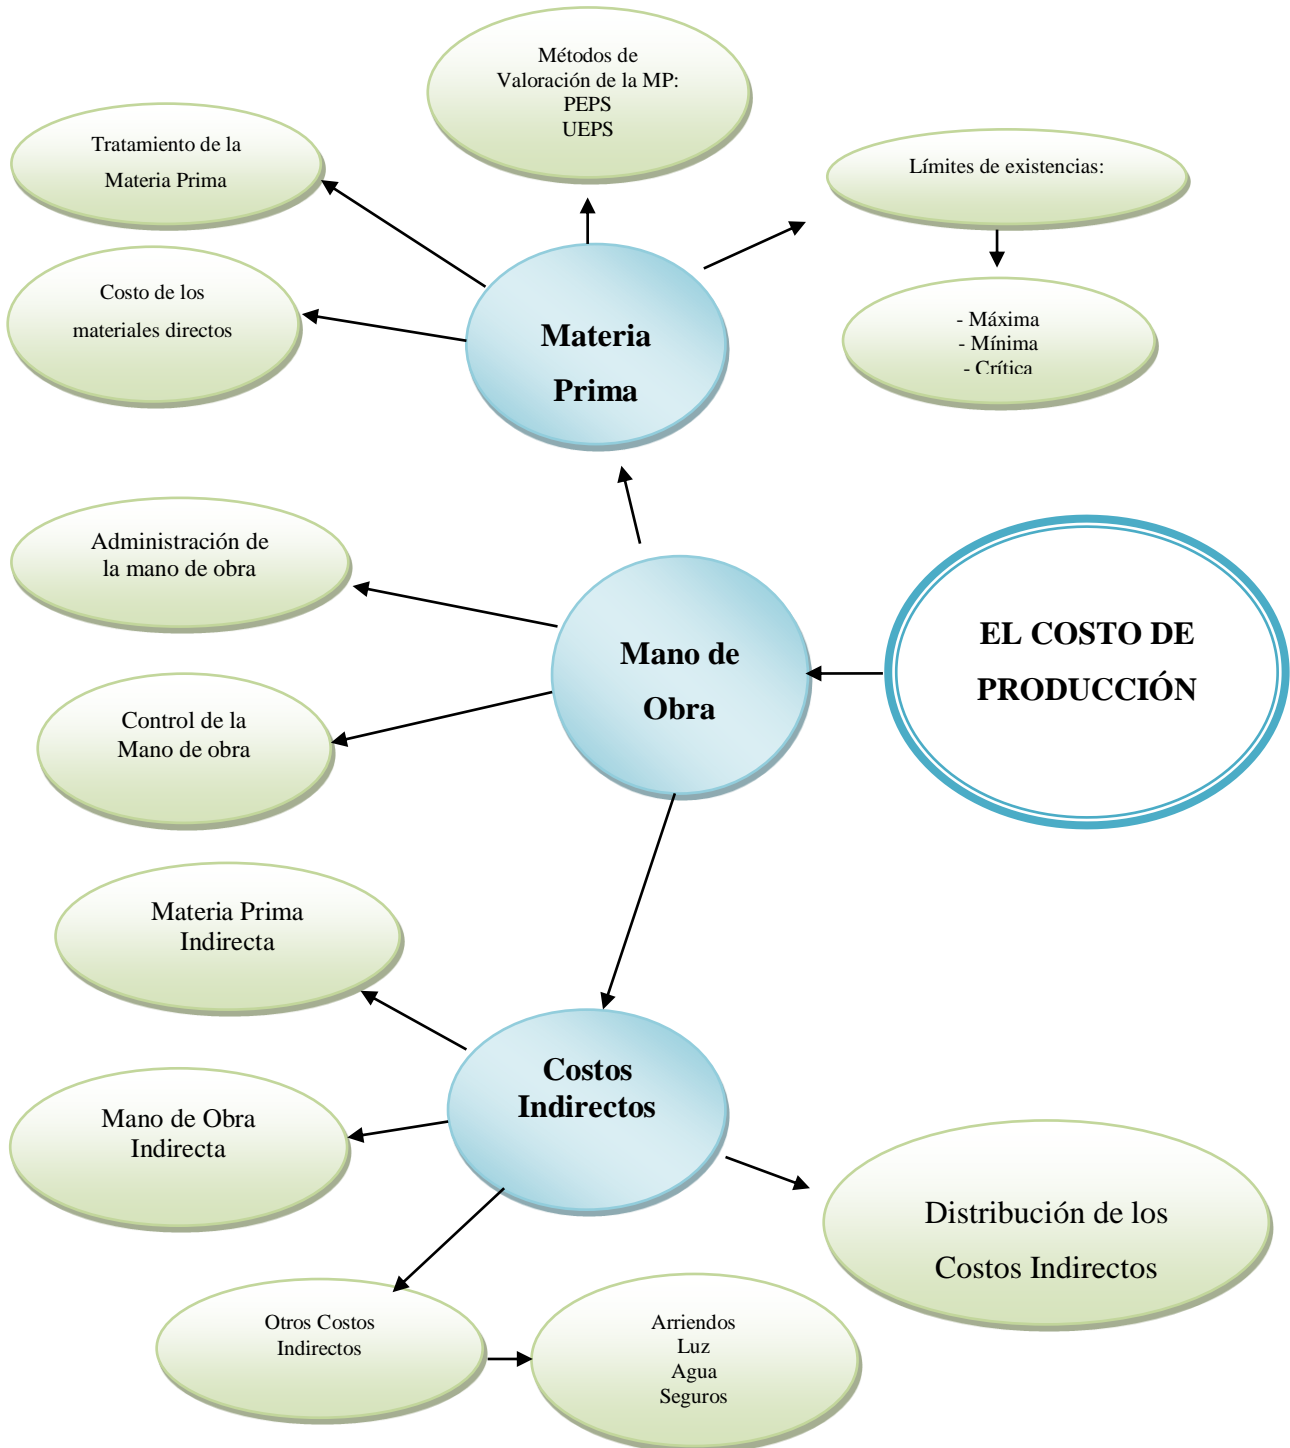 Métodos de
Valoración de la MP:
PEPS
UEPS
Tratamiento de la
Materia Prima
Límites de existencias:
Costo de los
materiales directos
- Máxima
- Mínima
- Crítica
Materia
Prima
Administración de
la mano de obra
Mano de
Obra
EL COSTO DE
PRODUCCIÓN
Control de la
Mano de obra
Materia Prima
Indirecta
Costos
Indirectos
Mano de Obra
Indirecta
Distribución de los
Costos Indirectos
Otros Costos
Indirectos
Arriendos
Luz
Agua
Seguros